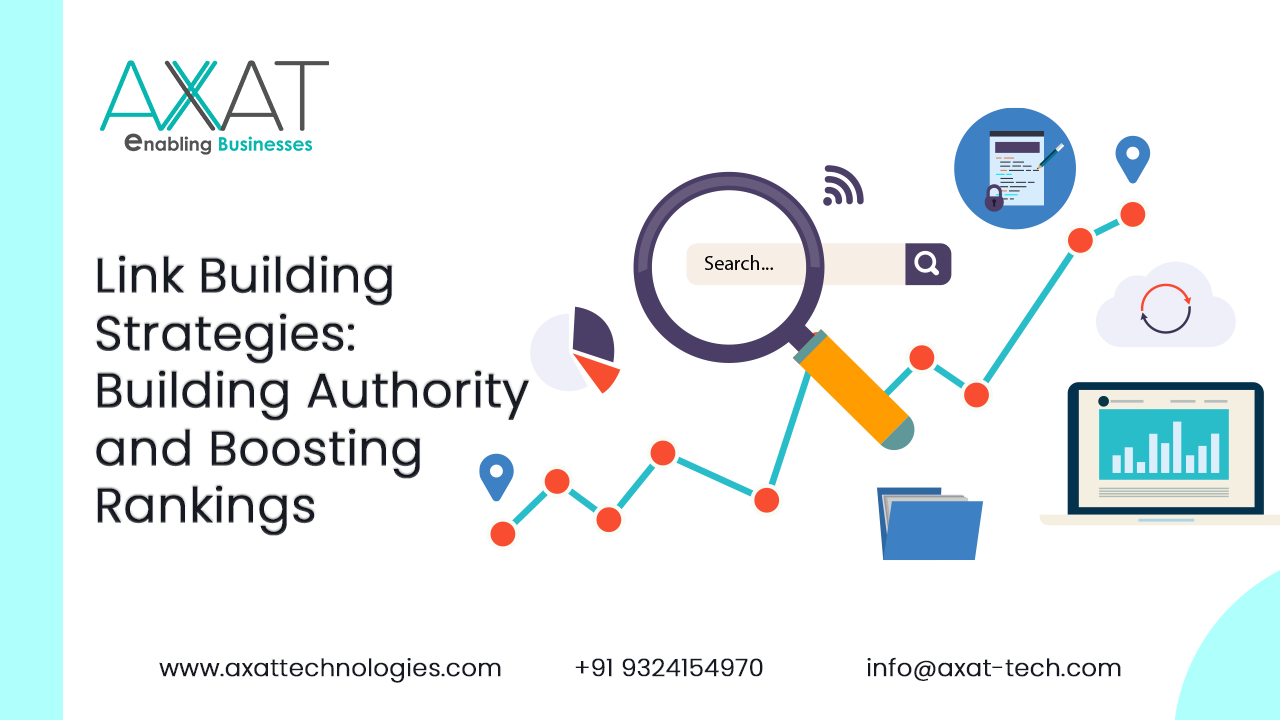 AXAT
enabling Businesses
Link Building
Strategies:
Building Authority
and Boosting
Rankings
Search...
www.axattechnologies.com
+91 9324154970
info@axat-tech.com